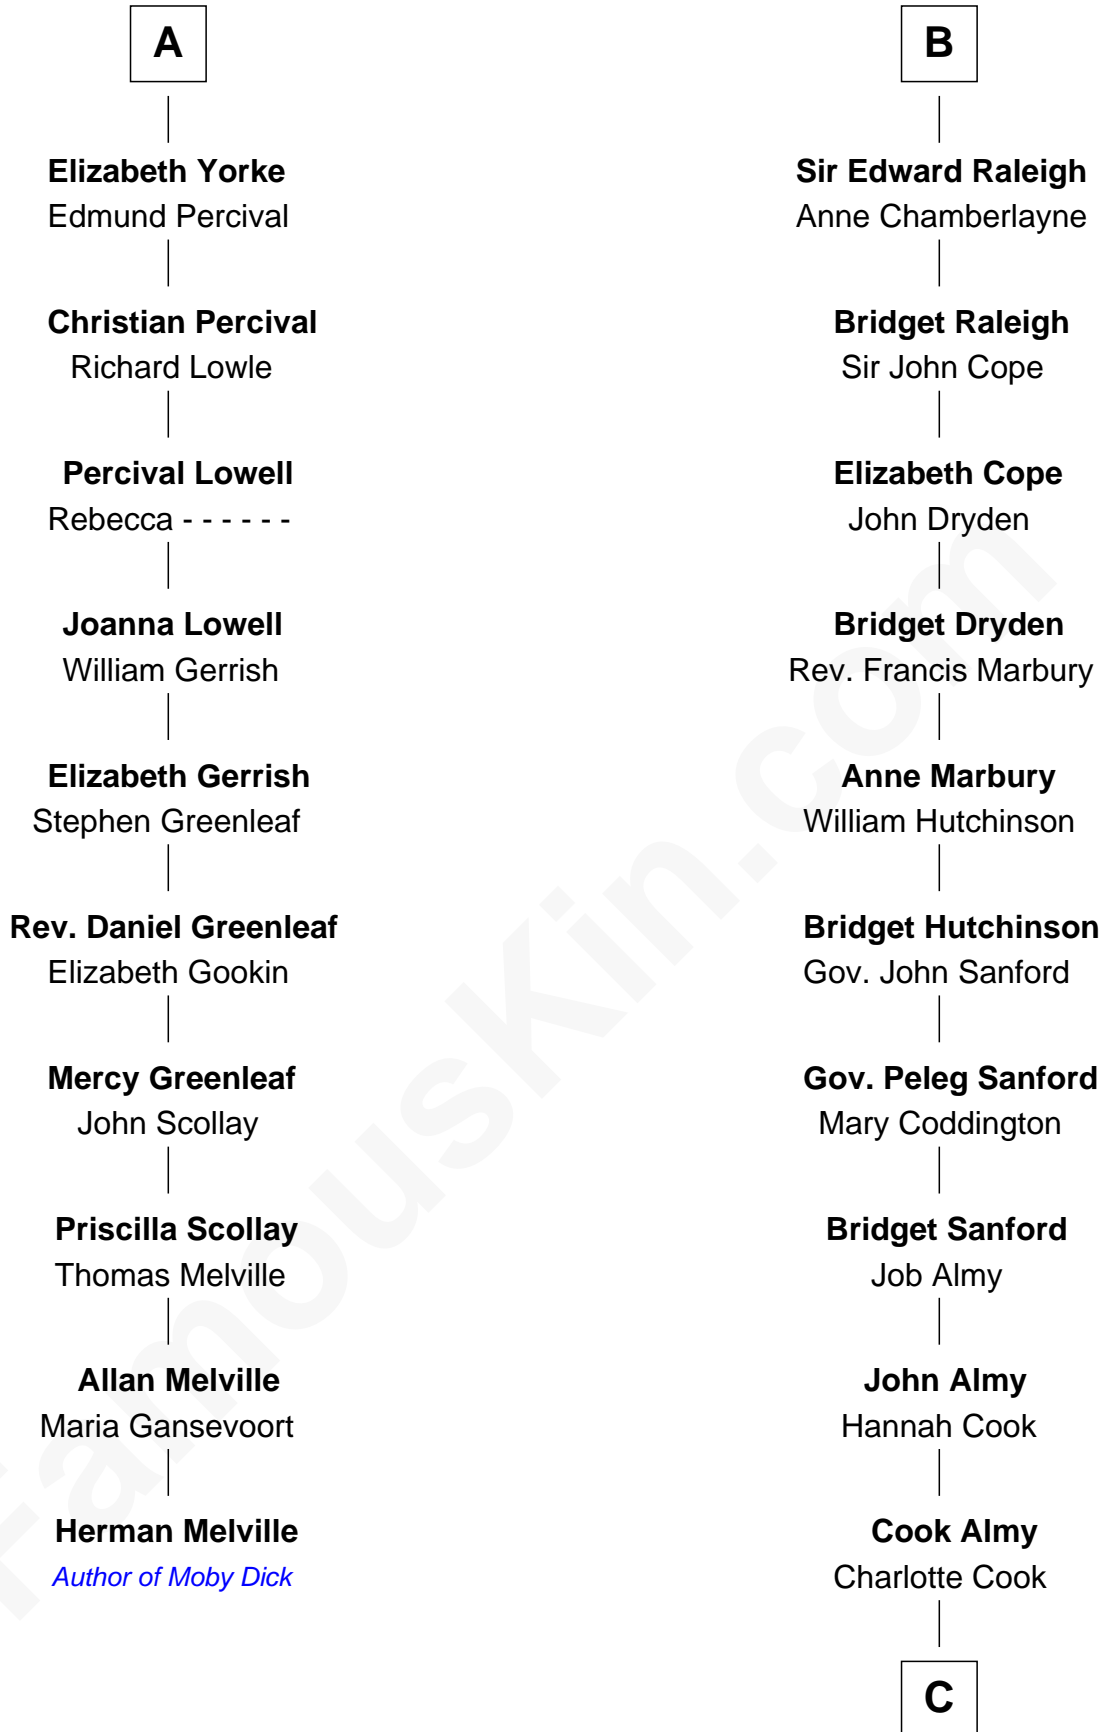 A
Elizabeth Yorke
Edmund Percival
Christian Percival
Richard Lowle
Percival Lowell
Rebecca - - - - - -
Joanna Lowell
William Gerrish
Elizabeth Gerrish
Stephen Greenleaf
Rev. Daniel Greenleaf
Elizabeth Gookin
Mercy Greenleaf
John Scollay
Priscilla Scollay
Thomas Melville
Allan Melville
Maria Gansevoort
Herman Melville
Author of Moby Dick
B
Sir Edward Raleigh
Anne Chamberlayne
Bridget Raleigh
Sir John Cope
Elizabeth Cope
John Dryden
Bridget Dryden
Rev. Francis Marbury
Anne Marbury
William Hutchinson
Bridget Hutchinson
Gov. John Sanford
Gov. Peleg Sanford
Mary Coddington
Bridget Sanford
Job Almy
John Almy
Hannah Cook
Cook Almy
Charlotte Cook
C
FamousKin.com